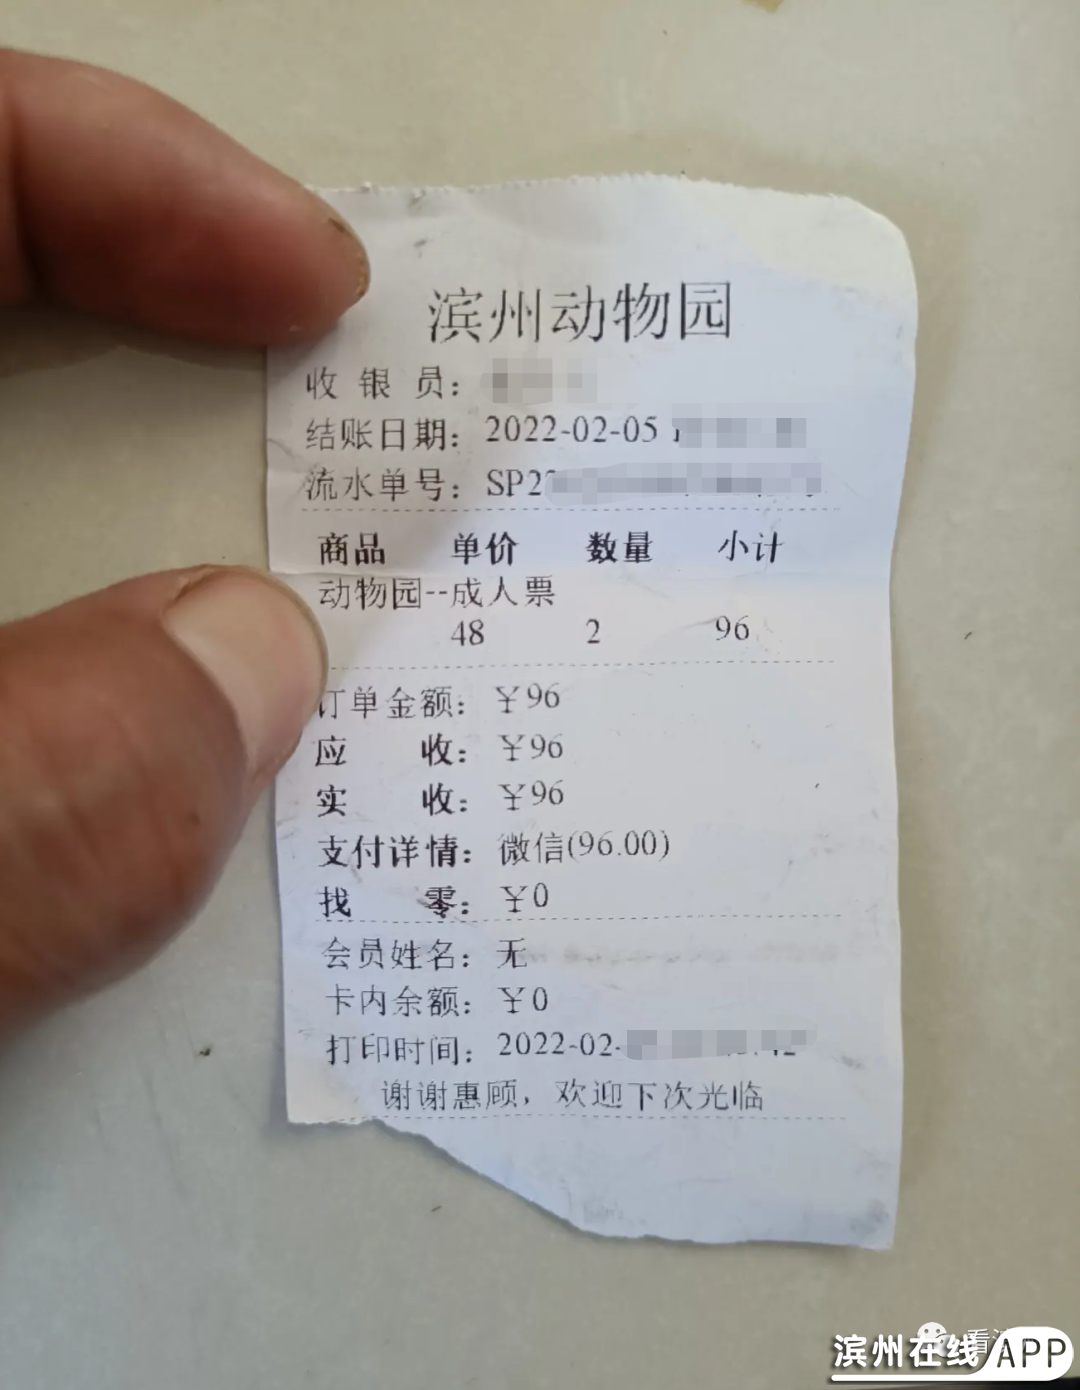 滨州动物园
收银员：
结账日期：2022-02-05
流水单号：SP2
商品 单价 数量 小计
动物园--成人票
48 2 96
订单金额：￥96
应收：￥96
实收：￥96
支付详情：微信(96.00)
找零：￥0
会员姓名：无
卡内余额：￥0
打印时间：2022-02-
谢谢惠顾，欢迎下次光临
滨州在线APP